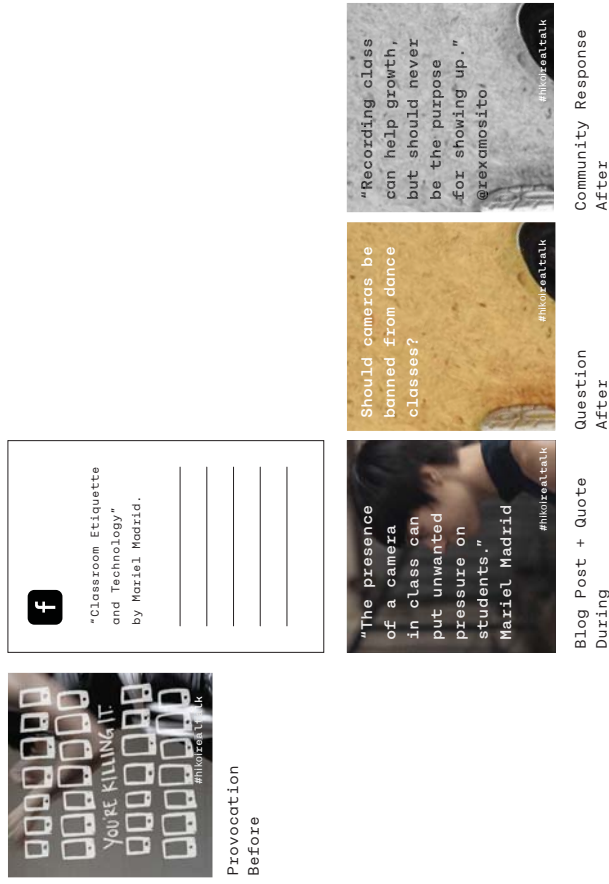 YOU'RE KILLING IT.
#hikoirealtalk
Provocation
Before
f
"Classroom Etiquette
and Technology"
by Mariel Madrid.
"The presence
of a camera
in class can
put unwanted
pressure on
students."
Mariel Madrid
#hikoirealtalk
Blog Post + Quote
During
Should cameras be
banned from dance
classes?
#hikoirealtalk
Question
After
"Recording class
can help growth,
but should never
be the purpose
for showing up."
@rexamosito
#hikoirealtalk
Community Response
After